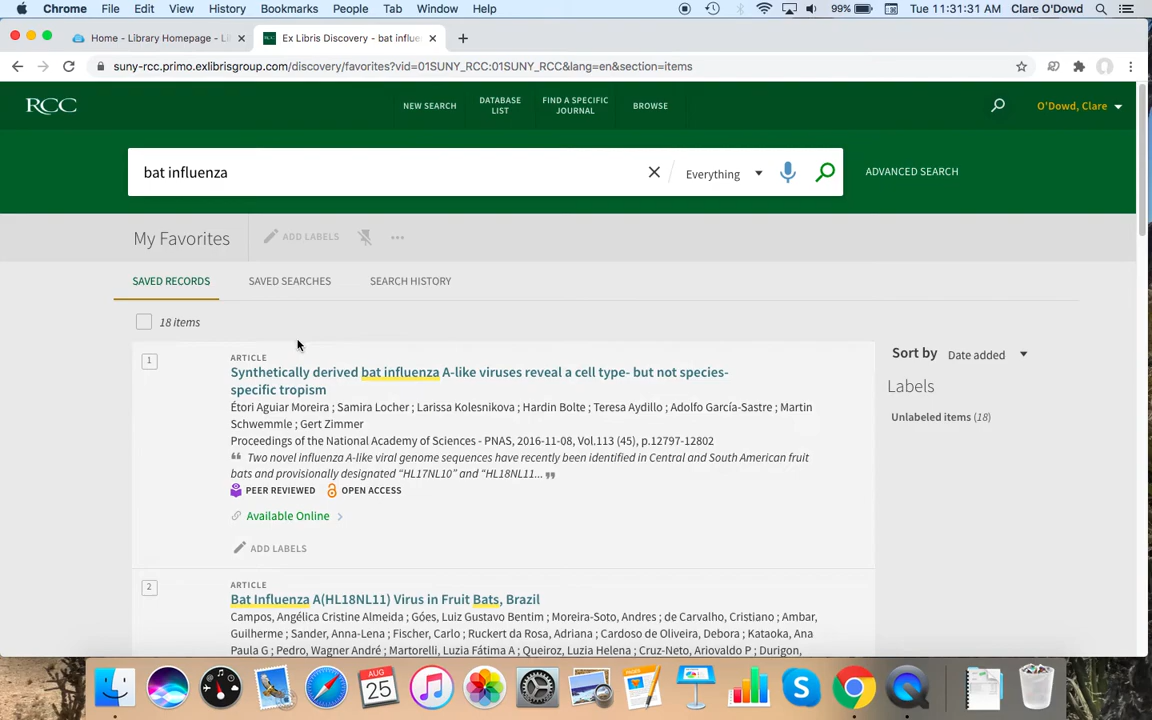 Chrome File Edit View History Bookmarks People Tab Window Help 99% Tue 11:31:31 AM Clare O'Dowd
Home - Library Homepage - Li Ex Libris Discovery - bat influe
suny-rcc.primo.exlibrisgroup.com/discovery/favorites?vid=01SUNY_RCC:01SUNY_RCC&lang=en&section=items
RCC NEW SEARCH DATABASE LIST FIND A SPECIFIC JOURNAL BROWSE O'Dowd, Clare
bat influenza Everything ADVANCED SEARCH
My Favorites ADD LABELS
SAVED RECORDS SAVED SEARCHES SEARCH HISTORY
18 items
1 ARTICLE
Synthetically derived bat influenza A-like viruses reveal a cell type- but not species-
specific tropism
Étori Aguiar Moreira ; Samira Locher ; Larissa Kolesnikova ; Hardin Bolte ; Teresa Aydillo ; Adolfo García-Sastre ; Martin
Schwemmle ; Gert Zimmer
Proceedings of the National Academy of Sciences - PNAS, 2016-11-08, Vol.113 (45), p.12797-12802
Two novel influenza A-like viral genome sequences have recently been identified in Central and South American fruit
bats and provisionally designated “HL17NL10” and “HL18NL11...
PEER REVIEWED OPEN ACCESS
Available Online
ADD LABELS
Sort by Date added
Labels
Unlabeled items (18)
2 ARTICLE
Bat Influenza A(HL18NL11) Virus in Fruit Bats, Brazil
Campos, Angélica Cristine Almeida ; Góes, Luiz Gustavo Bentim ; Moreira-Soto, Andres ; de Carvalho, Cristiano ; Ambar,
Guilherme ; Sander, Anna-Lena ; Fischer, Carlo ; Ruckert da Rosa, Adriana ; Cardoso de Oliveira, Debora ; Kataoka, Ana
Paula G ; Pedro, Wagner André ; Martorelli, Luzia Fátima A ; Queiroz, Luzia Helena ; Cruz-Neto, Ariovaldo P ; Durigon,
AUG
25